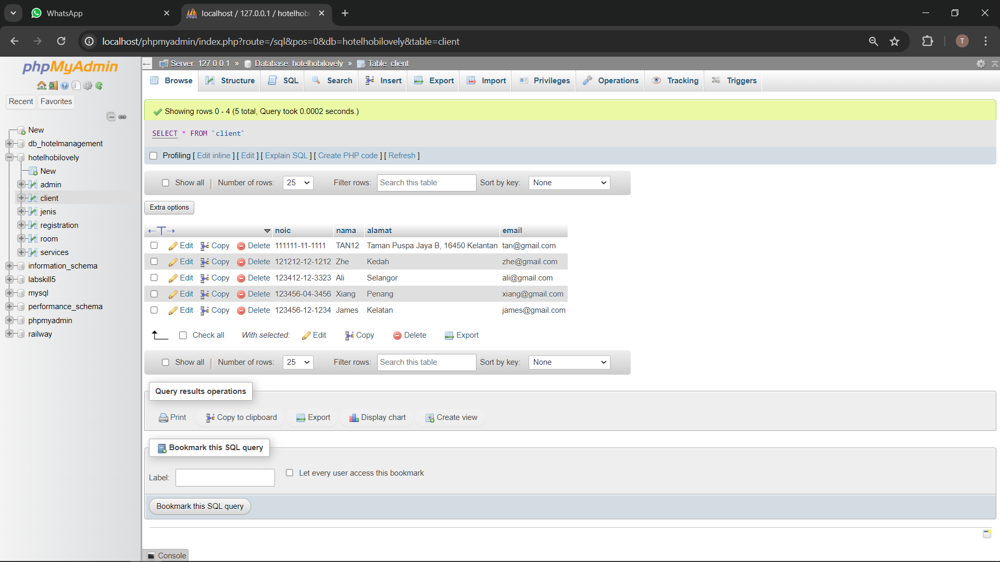 WhatsApp
localhost / 127.0.0.1 / hotelhobi
localhost/phpmyadmin/index.php?route=/sql&pos=0&db=hotelhobilovely&table=client
T
phpMyAdmin
Recent Favorites
New
db_hotelmanagement
hotelhobilovely
New
admin
client
jenis
registration
room
services
information_schema
labskill5
mysql
performance_schema
phpmyadmin
railway
Server: 127.0.0.1 » Database: hotelhobilovely » Table: client
Browse Structure SQL Search Insert Export Import Privileges Operations Tracking Triggers
Showing rows 0 - 4 (5 total, Query took 0.0002 seconds.)
SELECT * FROM `client`
Profiling [ Edit inline ] [ Edit ] [ Explain SQL ] [ Create PHP code ] [ Refresh ]
Show all | Number of rows: 25 Filter rows: Search this table Sort by key: None
Extra options
←T→ noic nama alamat email
Edit Copy Delete 111111-11-1111 TAN12 Taman Puspa Jaya B, 16450 Kelantan tan@gmail.com
Edit Copy Delete 121212-12-1212 Zhe Kedah zhe@gmail.com
Edit Copy Delete 123412-12-3323 Ali Selangor ali@gmail.com
Edit Copy Delete 123456-04-3456 Xiang Penang xiang@gmail.com
Edit Copy Delete 123456-12-1234 James Kelatan james@gmail.com
Check all With selected: Edit Copy Delete Export
Show all | Number of rows: 25 Filter rows: Search this table Sort by key: None
Query results operations
Print Copy to clipboard Export Display chart Create view
Bookmark this SQL query
Label: Let every user access this bookmark
Bookmark this SQL query
Console